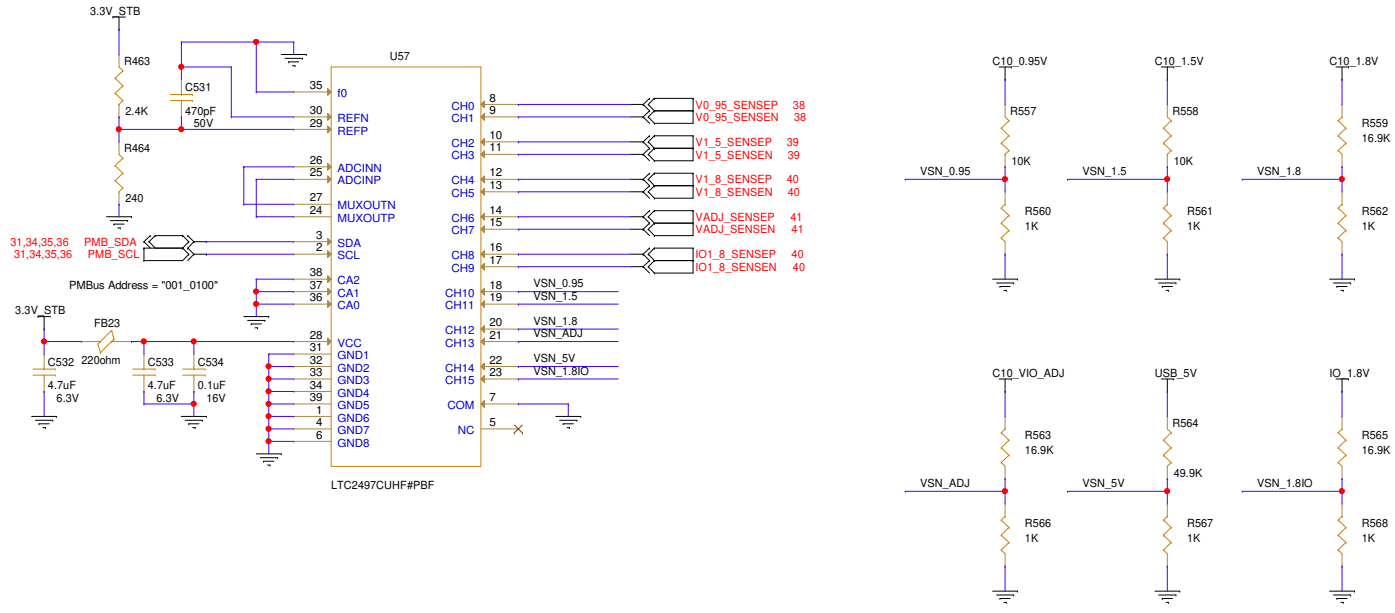 3.3V_STB
R463
2.4K
C531
470pF
50V
R464
240
U57
35 f0
30 REFN
29 REFP
26 ADCINN
25 ADCINP
27 MUXOUTN
24 MUXOUTP
31,34,35,36 PMB_SDA 3 SDA
31,34,35,36 PMB_SCL 2 SCL
PMBus Address = "001_0100"
38 CA2
37 CA1
36 CA0
3.3V_STB
FB23
220ohm
C532
4.7uF
6.3V
C533
4.7uF
6.3V
C534
0.1uF
16V
28 VCC
31 GND1
32 GND2
33 GND3
34 GND4
39 GND5
1 GND6
4 GND7
6 GND8
CH0 8 V0_95_SENSEP 38
CH1 9 V0_95_SENSEN 38
CH2 10 V1_5_SENSEP 39
CH3 11 V1_5_SENSEN 39
CH4 12 V1_8_SENSEP 40
CH5 13 V1_8_SENSEN 40
CH6 14 VADJ_SENSEP 41
CH7 15 VADJ_SENSEN 41
CH8 16 IO1_8_SENSEP 40
CH9 17 IO1_8_SENSEN 40
CH10 18 VSN_0.95
CH11 19 VSN_1.5
CH12 20 VSN_1.8
CH13 21 VSN_ADJ
CH14 22 VSN_5V
CH15 23 VSN_1.8IO
COM 7
NC 5
LTC2497CUHF#PBF
C10_0.95V
R557
10K
VSN_0.95
R560
1K
C10_1.5V
R558
10K
VSN_1.5
R561
1K
C10_1.8V
R559
16.9K
VSN_1.8
R562
1K
C10_VIO_ADJ
R563
16.9K
VSN_ADJ
R566
1K
USB_5V
R564
49.9K
VSN_5V
R567
1K
IO_1.8V
R565
16.9K
VSN_1.8IO
R568
1K